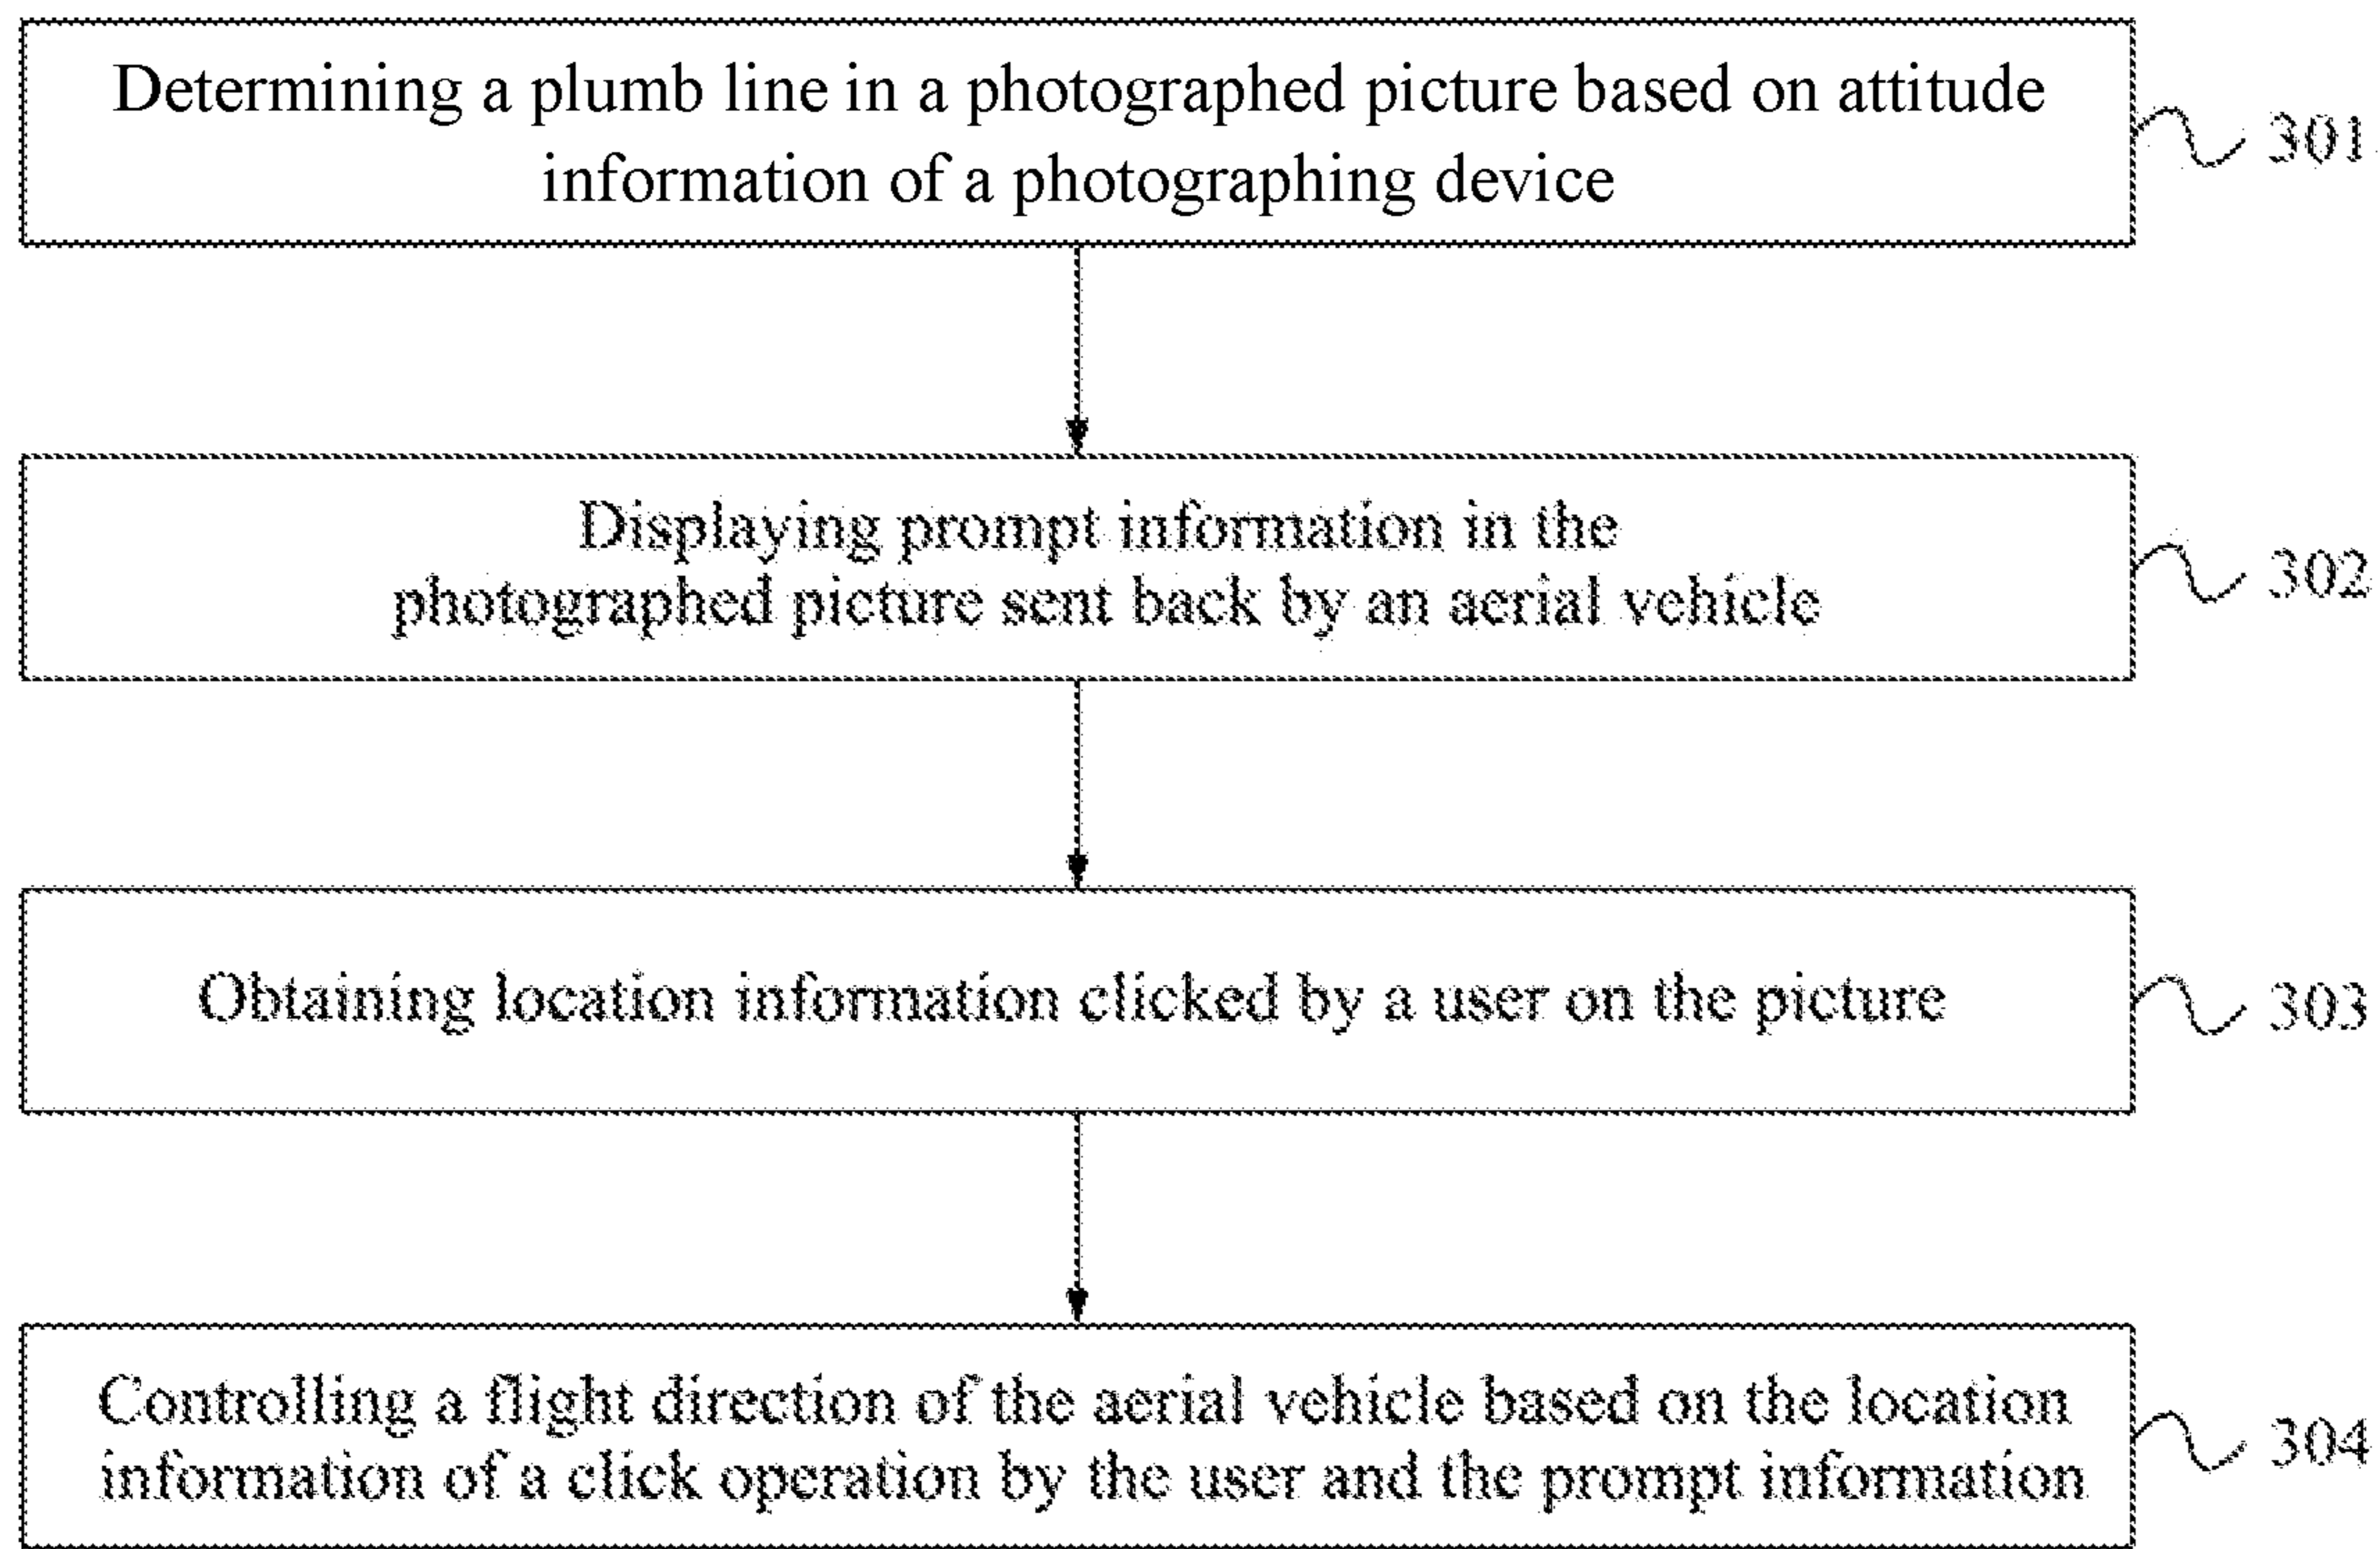 Determining a plumb line in a photographed picture based on attitude
information of a photographing device
301
Displaying prompt information in the
photographed picture sent back by an aerial vehicle
302
Obtaining location information clicked by a user on the picture
303
Controlling a flight direction of the aerial vehicle based on the location
information of a click operation by the user and the prompt information
304